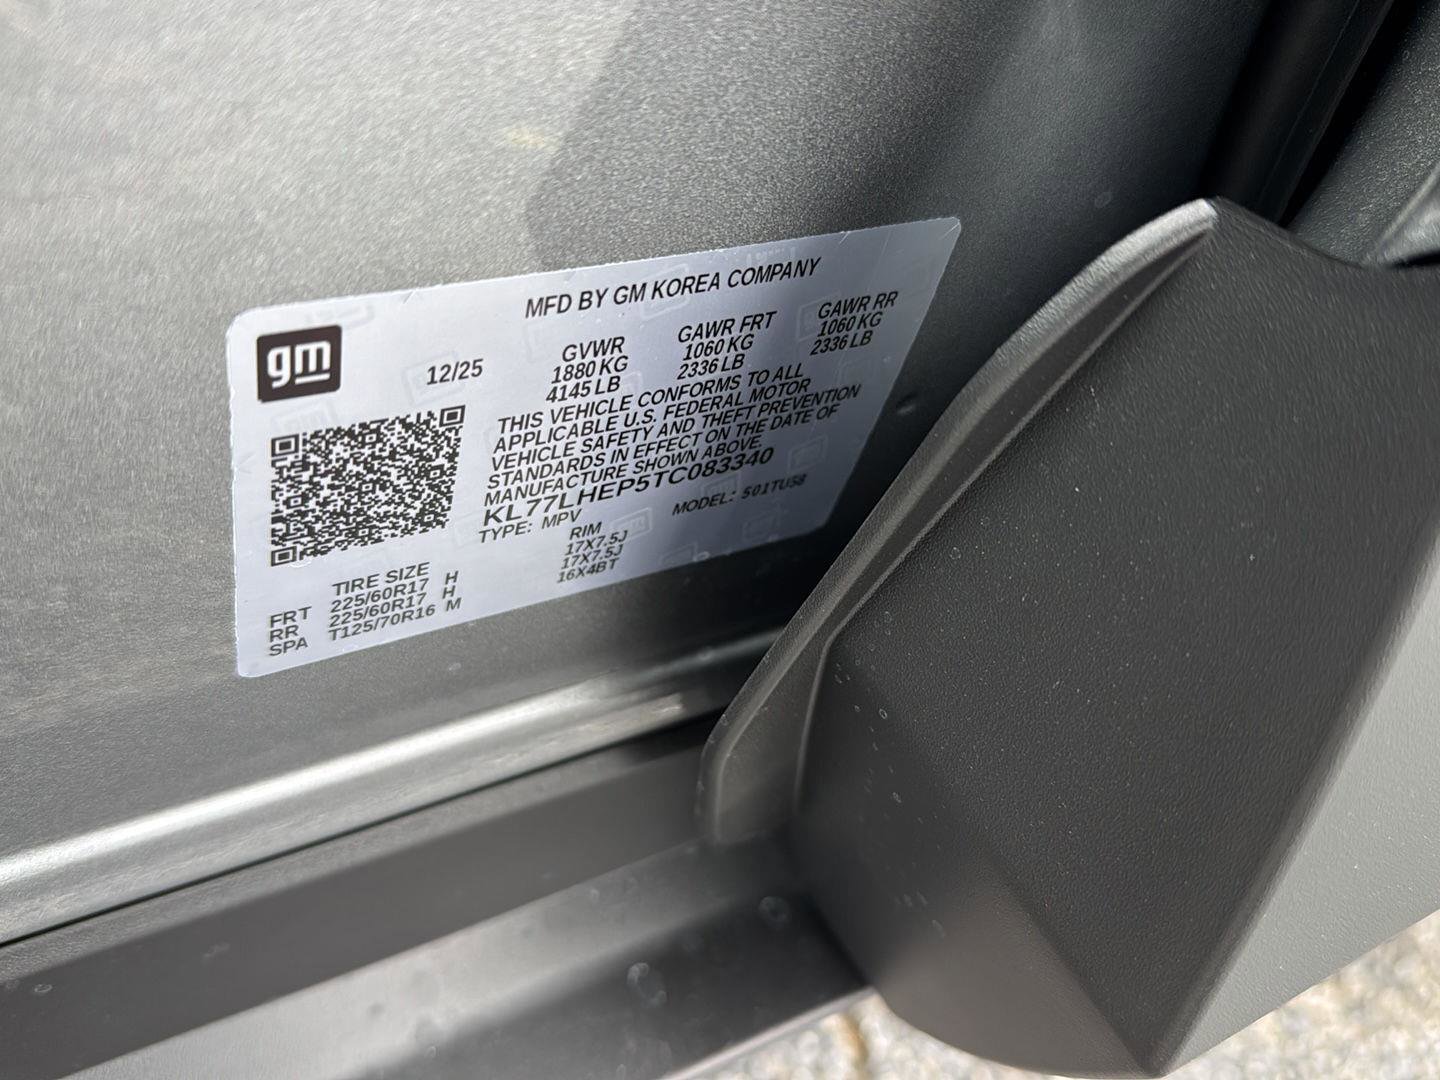 gm
MFD BY GM KOREA COMPANY
12/25
GVWR
1880 KG
4145 LB
GAWR FRT
1060 KG
2336 LB
GAWR RR
1060 KG
2336 LB
THIS VEHICLE CONFORMS TO ALL
APPLICABLE U.S. FEDERAL MOTOR
VEHICLE SAFETY AND THEFT PREVENTION
STANDARDS IN EFFECT ON THE DATE OF
MANUFACTURE SHOWN ABOVE.
KL77LHEP5TC083340
TYPE: MPV MODEL: 501TU58
TIRE SIZE RIM
FRT 225/60R17 H 17X7.5J
RR 225/60R17 H 17X7.5J
SPA T125/70R16 M 16X4BT